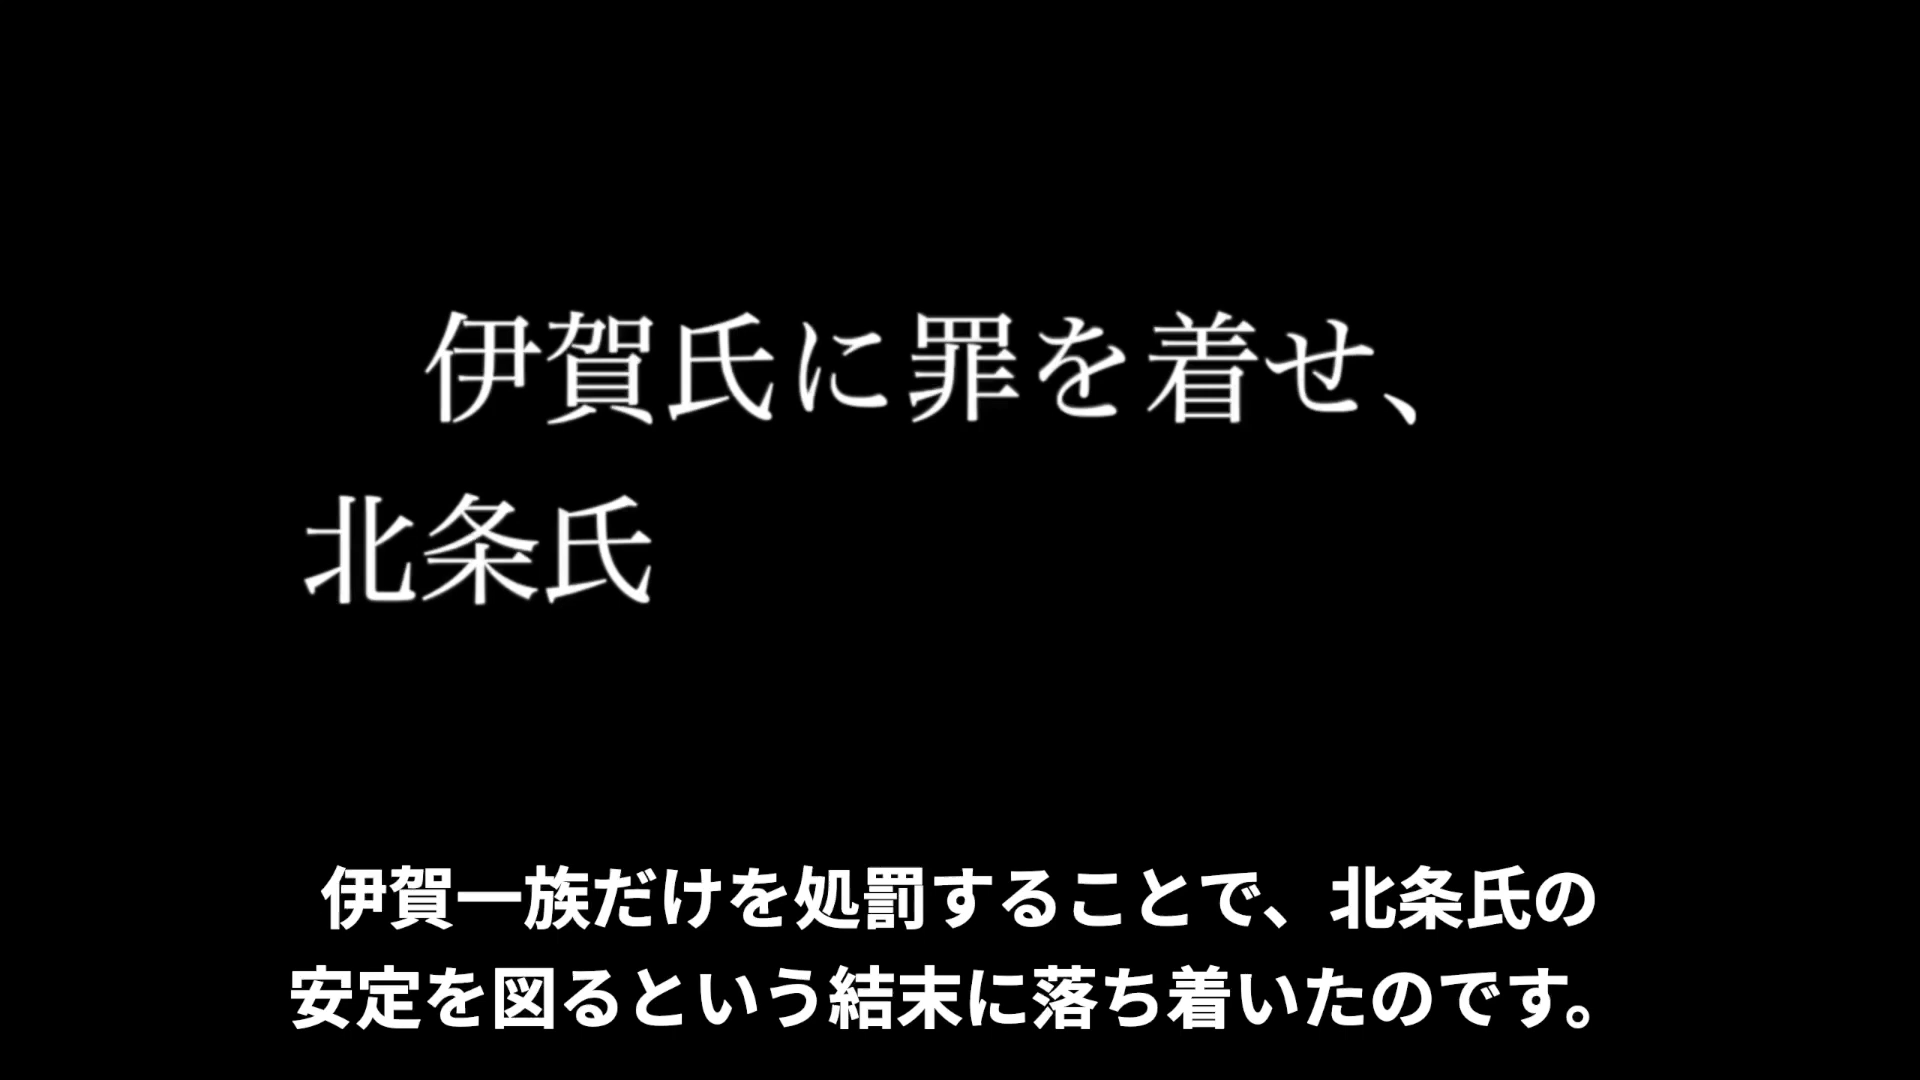 伊賀氏に罪を着せ、
北条氏
伊賀一族だけを処罰することで、北条氏の
安定を図るという結末に落ち着いたのです。